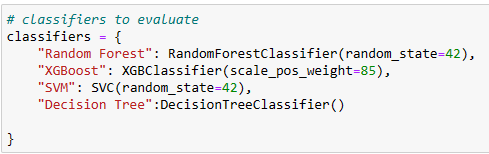 # classifiers to evaluate
classifiers = {
    "Random Forest": RandomForestClassifier(random_state=42),
    "XGBoost": XGBClassifier(scale_pos_weight=85),
    "SVM": SVC(random_state=42),
    "Decision Tree":DecisionTreeClassifier()
}